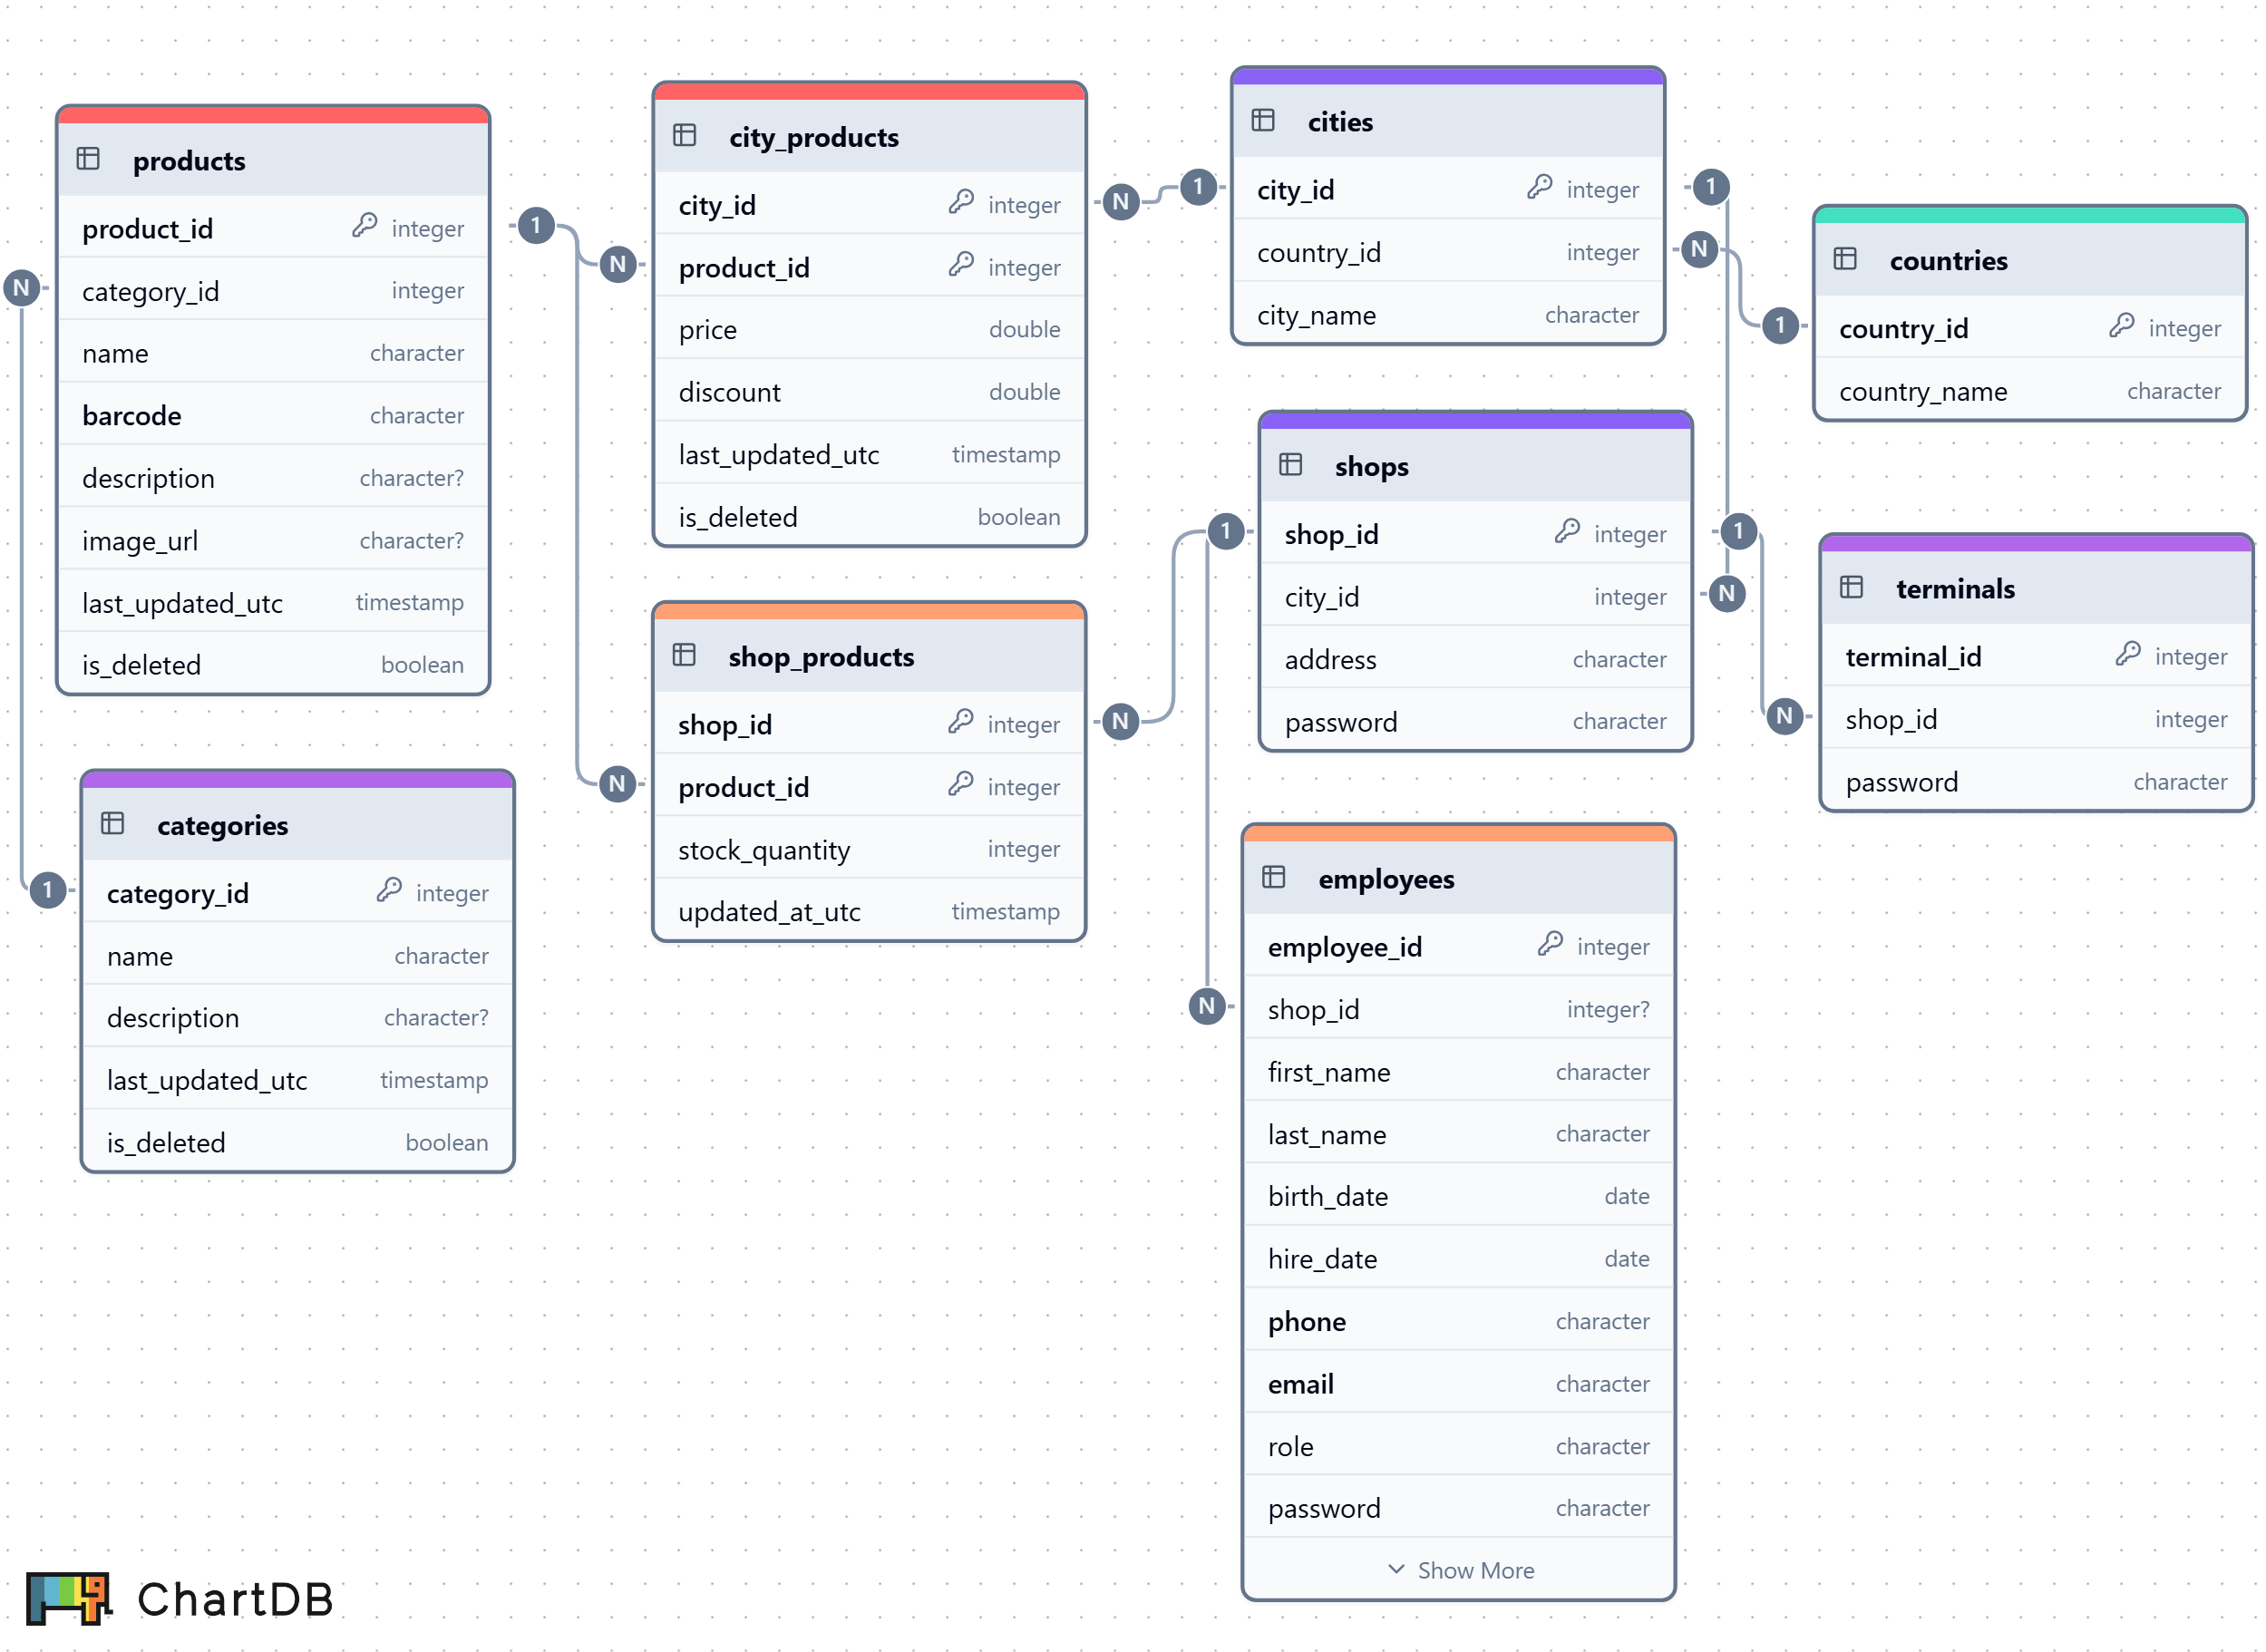 products
product_id integer
N
category_id integer
name character
barcode character
description character?
image_url character?
last_updated_utc timestamp
is_deleted boolean
1
N
N
categories
1
category_id integer
name character
description character?
last_updated_utc timestamp
is_deleted boolean
city_products
city_id integer
product_id integer
price double
discount double
last_updated_utc timestamp
is_deleted boolean
N
1
shop_products
shop_id integer
product_id integer
stock_quantity integer
updated_at_utc timestamp
N
1
N
cities
city_id integer
country_id integer
city_name character
1
N
1
countries
country_id integer
country_name character
shops
shop_id integer
city_id integer
address character
password character
1
N
N
terminals
terminal_id integer
shop_id integer
password character
employees
employee_id integer
shop_id integer?
first_name character
last_name character
birth_date date
hire_date date
phone character
email character
role character
password character
Show More
ChartDB